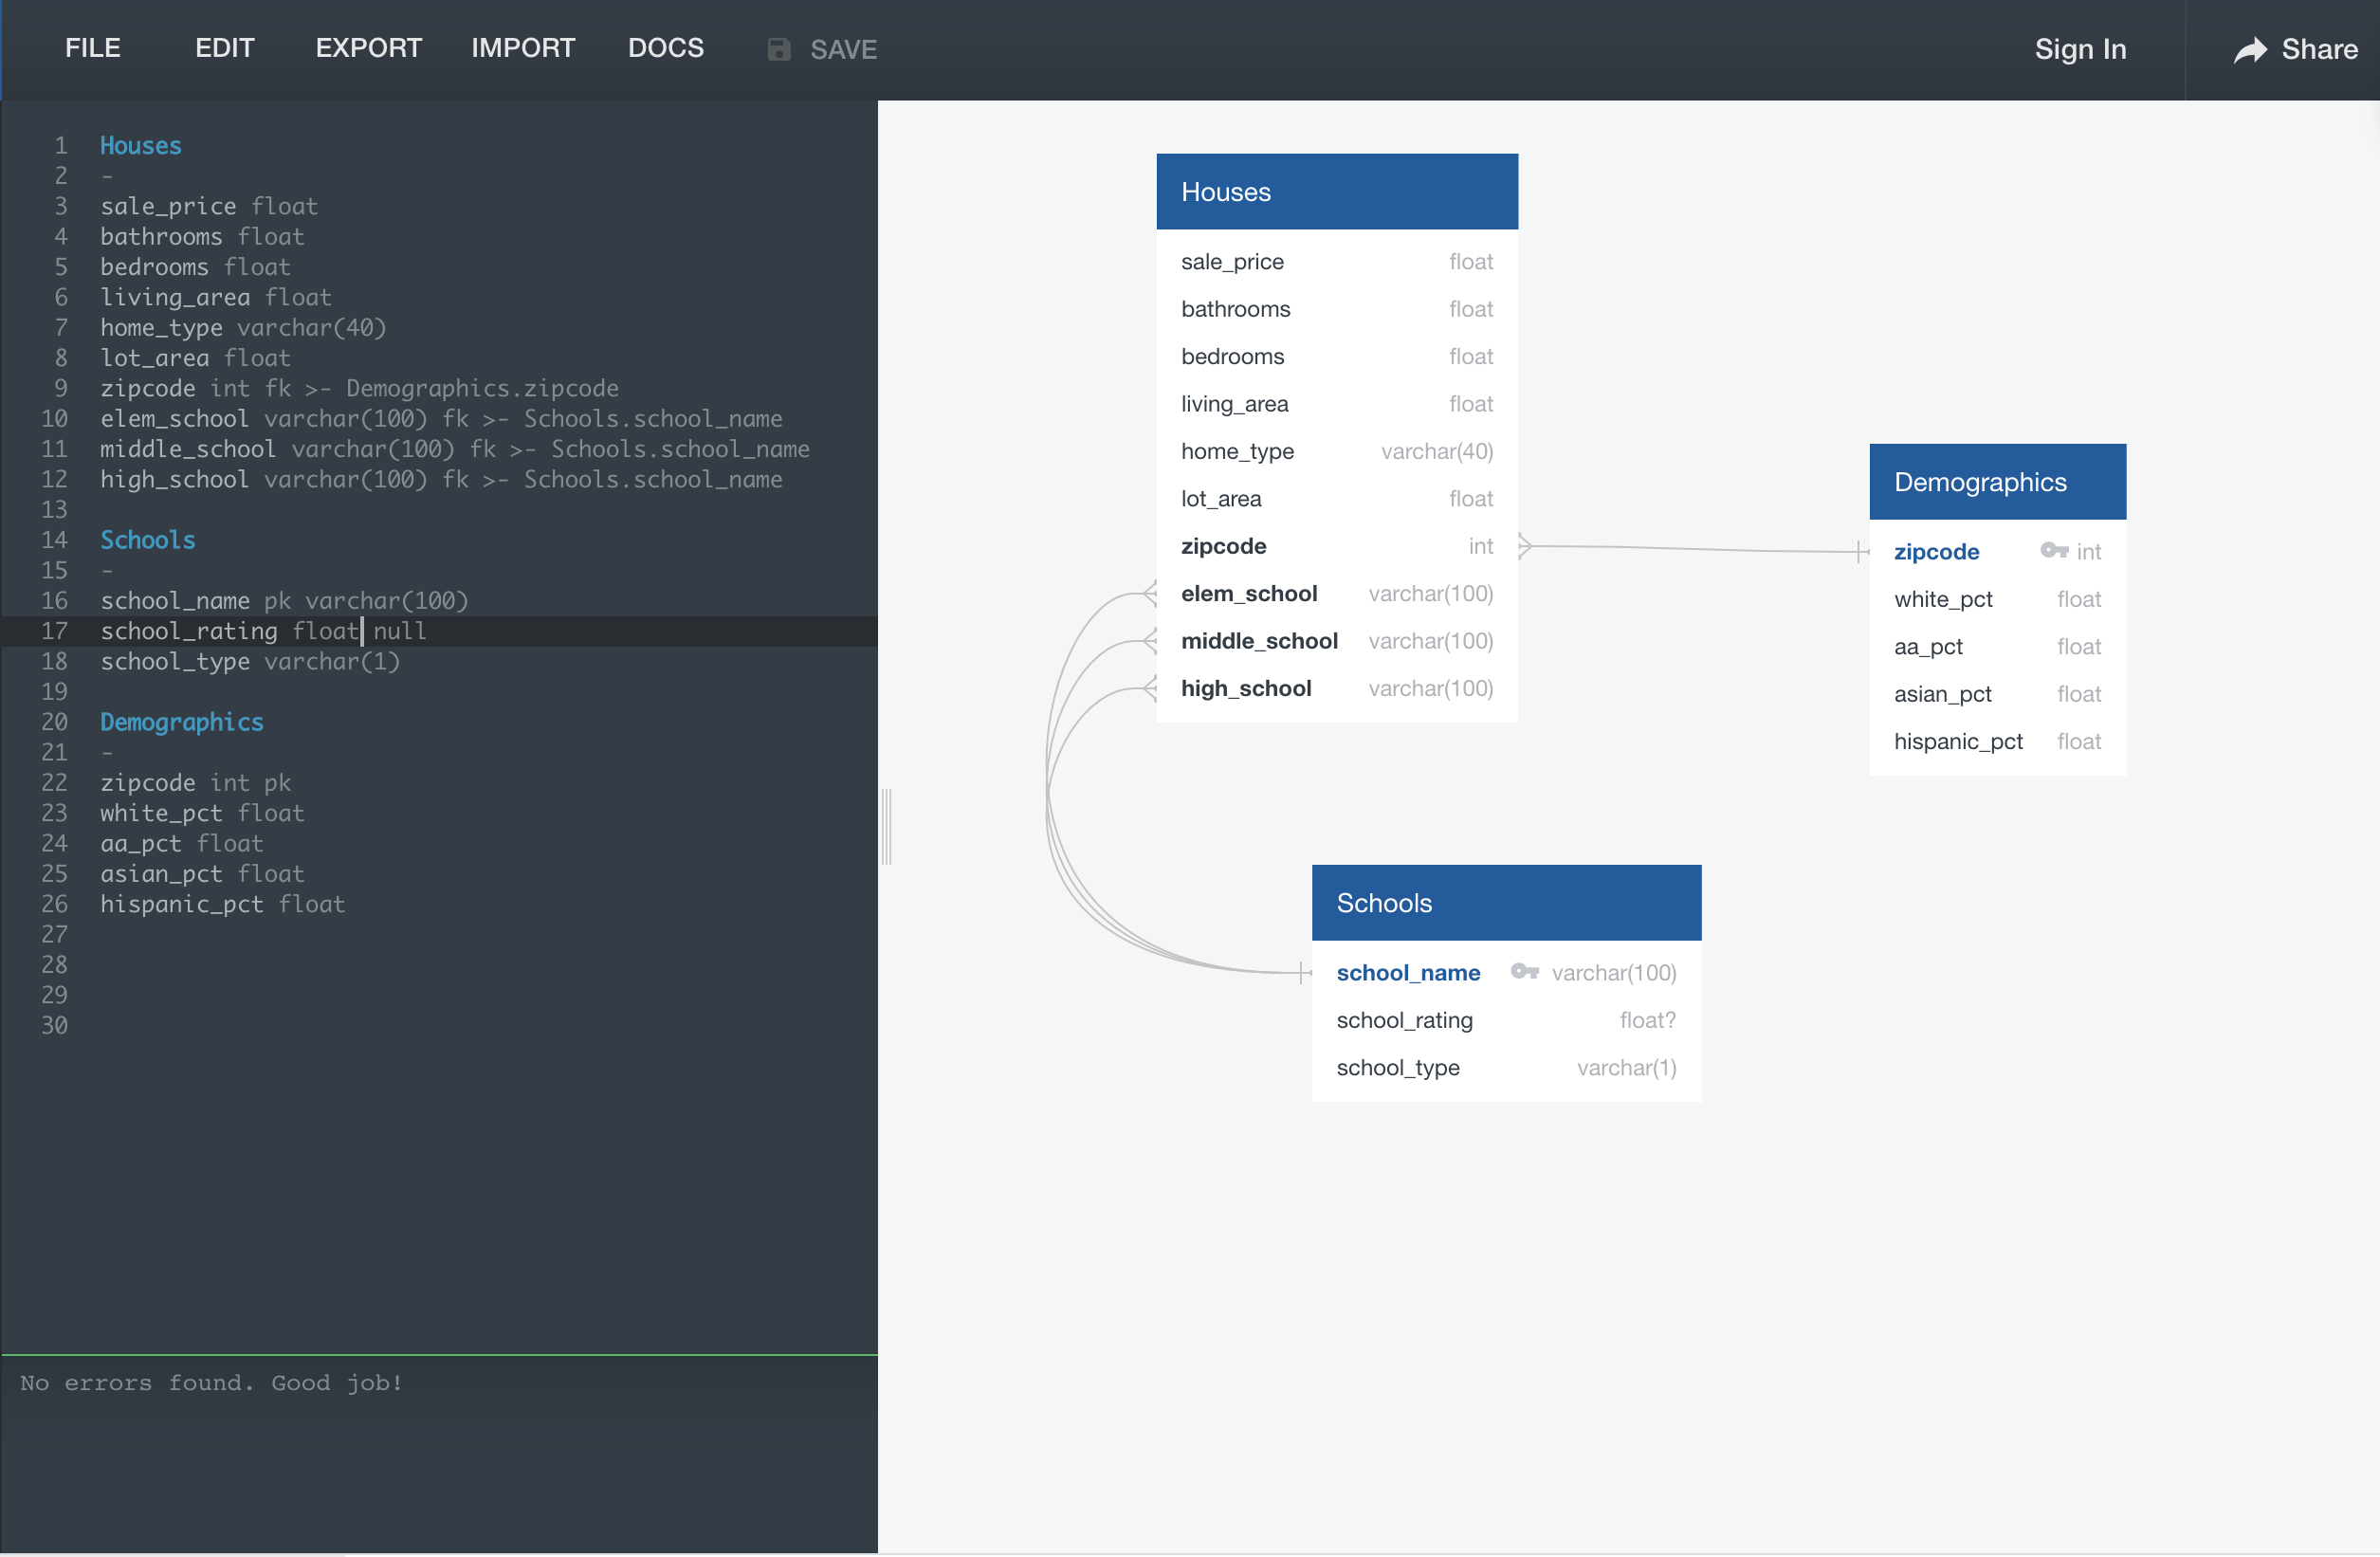 FILE EDIT EXPORT IMPORT DOCS SAVE Sign In Share
1 Houses
2 -
3 sale_price float
4 bathrooms float
5 bedrooms float
6 living_area float
7 home_type varchar(40)
8 lot_area float
9 zipcode int fk >- Demographics.zipcode
10 elem_school varchar(100) fk >- Schools.school_name
11 middle_school varchar(100) fk >- Schools.school_name
12 high_school varchar(100) fk >- Schools.school_name
13
14 Schools
15 -
16 school_name pk varchar(100)
17 school_rating float null
18 school_type varchar(1)
19
20 Demographics
21 -
22 zipcode int pk
23 white_pct float
24 aa_pct float
25 asian_pct float
26 hispanic_pct float
27
28
29
30
No errors found. Good job!
Houses
sale_price float
bathrooms float
bedrooms float
living_area float
home_type varchar(40)
lot_area float
zipcode int
elem_school varchar(100)
middle_school varchar(100)
high_school varchar(100)
Demographics
zipcode int
white_pct float
aa_pct float
asian_pct float
hispanic_pct float
Schools
school_name varchar(100)
school_rating float?
school_type varchar(1)